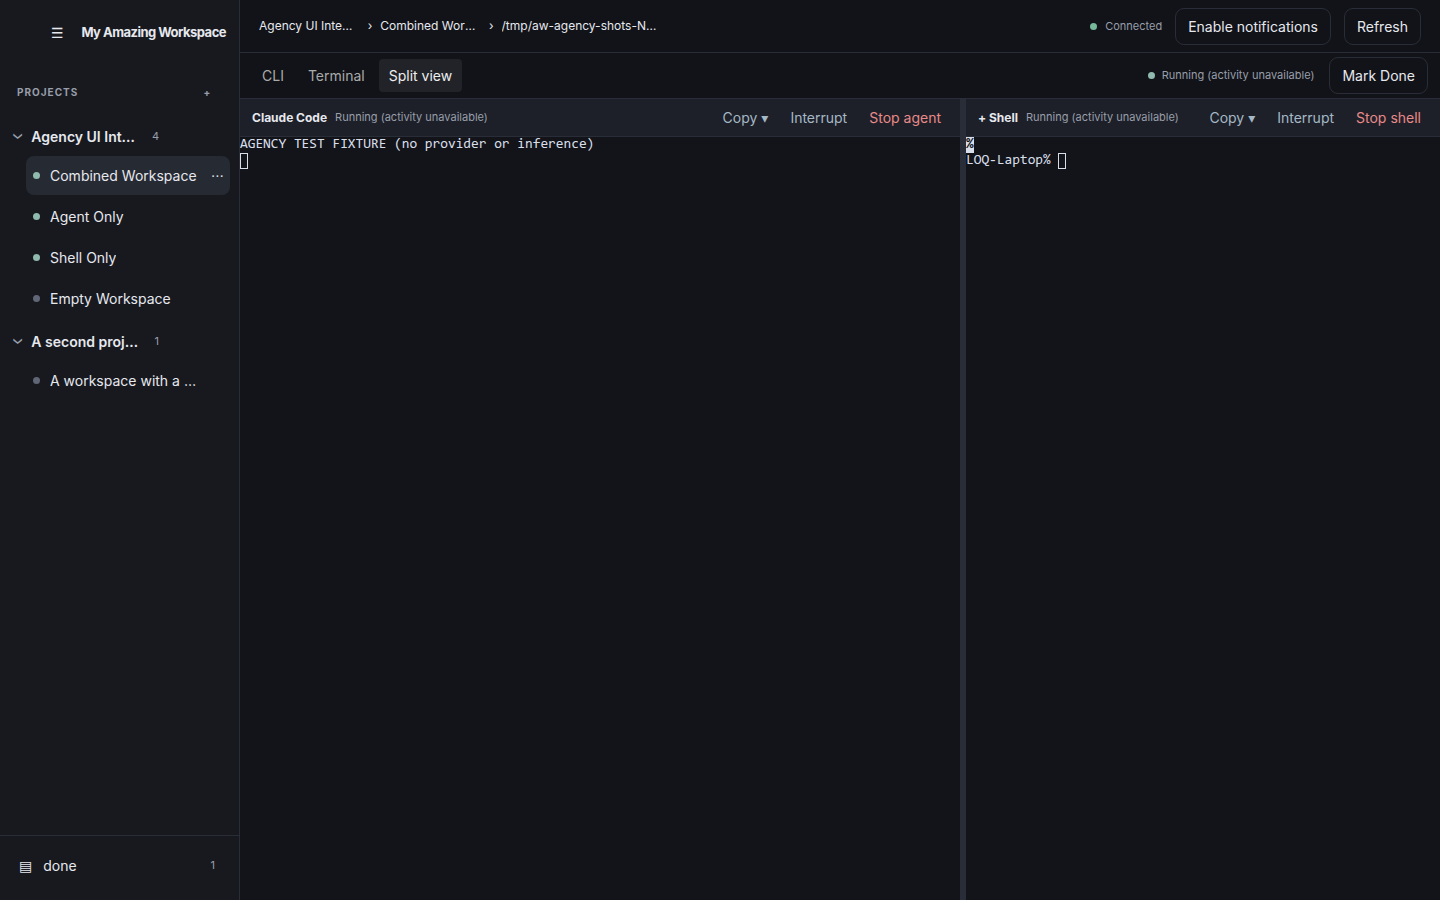 ☰ My Amazing Workspace
PROJECTS +
Agency UI Int... 4
Combined Workspace ...
Agent Only
Shell Only
Empty Workspace
A second proj... 1
A workspace with a ...
done 1
Agency UI Inte... › Combined Wor... › /tmp/aw-agency-shots-N...
Connected Enable notifications Refresh
CLI Terminal Split view
Running (activity unavailable) Mark Done
Claude Code Running (activity unavailable) Copy ▾ Interrupt Stop agent
AGENCY TEST FIXTURE (no provider or inference)
+ Shell Running (activity unavailable) Copy ▾ Interrupt Stop shell
%
LOQ-Laptop%